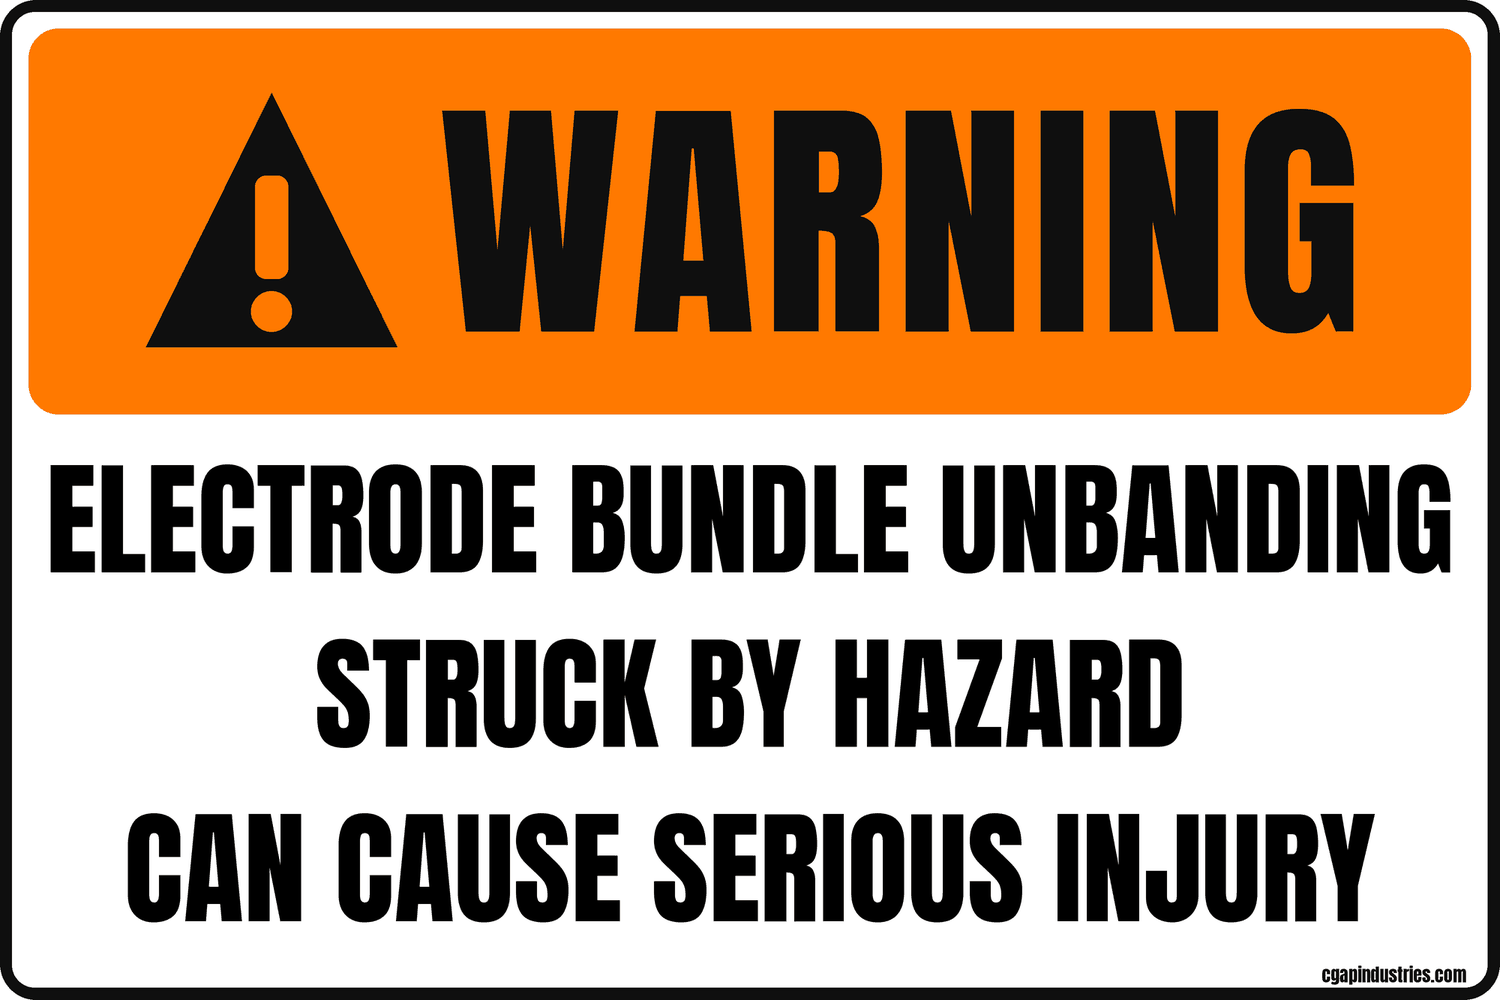 WARNING
ELECTRODE BUNDLE UNBANDING
STRUCK BY HAZARD
CAN CAUSE SERIOUS INJURY
cgapindustries.com